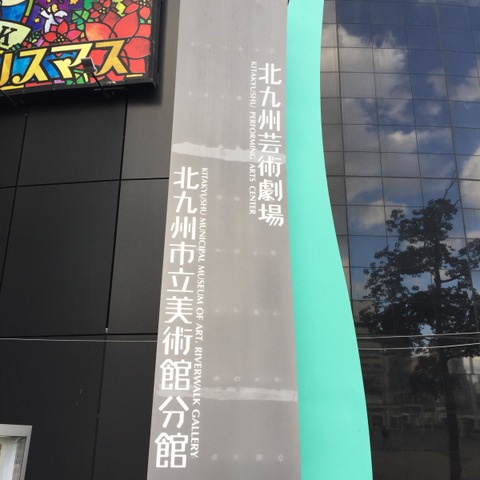 K
リスマス
北九州芸術劇場
KITAKYUSHU PERFORMING ARTS CENTER
北九州市立美術館分館
KITAKYUSHU MUNICIPAL MUSEUM OF ART, RIVERWALK GALLERY